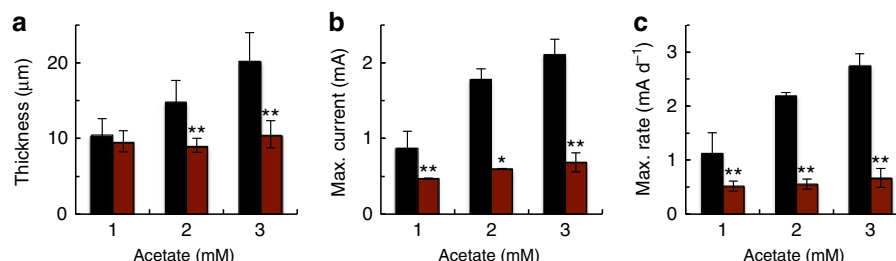 a
Thickness (μm)
20
10
0
**
**
1 2 3
Acetate (mM)
b
Max. current (mA)
2
1
0
**
*
**
1 2 3
Acetate (mM)
c
Max. rate (mA d⁻¹)
3
2
1
0
**
**
**
1 2 3
Acetate (mM)